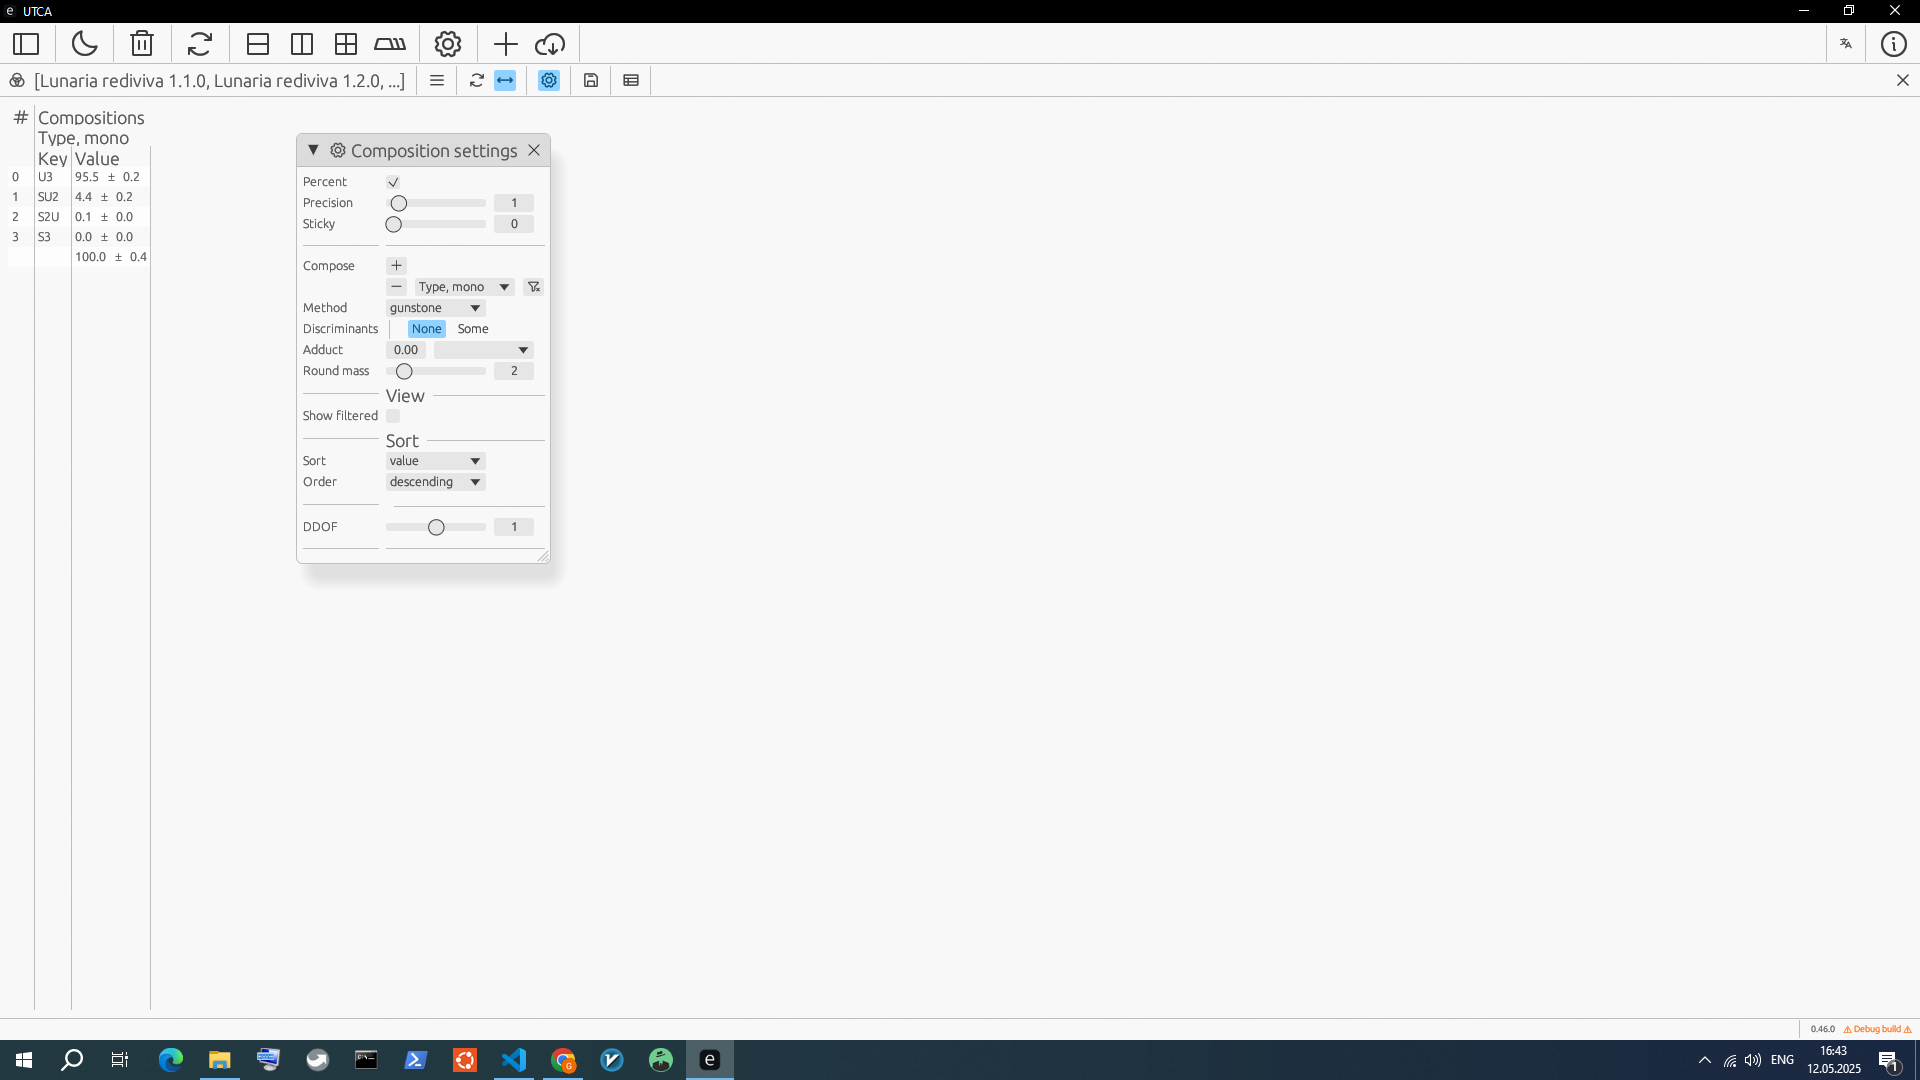 UTCA
[Lunaria rediviva 1.1.0, Lunaria rediviva 1.2.0, ...]
# Compositions
Type, mono
Key Value
0 U3 95.5 ± 0.2
1 SU2 4.4 ± 0.2
2 S2U 0.1 ± 0.0
3 S3 0.0 ± 0.0
100.0 ± 0.4
Composition settings
Percent
Precision 1
Sticky 0
Compose +
− Type, mono
Method gunstone
Discriminants None Some
Adduct 0.00
Round mass 2
View
Show filtered
Sort
Sort value
Order descending
DDOF 1
0.46.0 ⚠ Debug build ⚠
ENG
16:43
12.05.2025
1